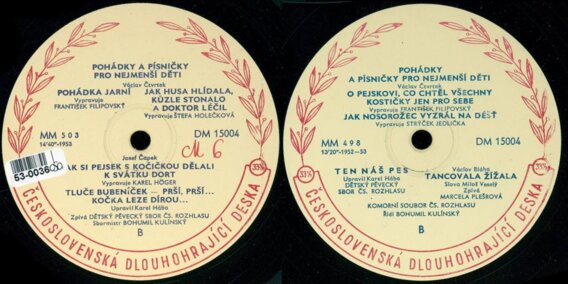 POHÁDKY A PÍSNIČKY
PRO NEJMENŠÍ DĚTI
Václav Čtvrtek
POHÁDKA JARNÍ
Vypravuje
FRANTIŠEK FILIPOVSKÝ
JAK HUSA HLÍDALA,
KŮZLE STONALO
A DOKTOR LÉČIL
Vypravuje ŠTĚFA HOLEČKOVÁ
MM 503
14'40"-1953
DM 15004
M 6
53-0036
33⅓
Josef Čapek
JAK SI PEJSEK S KOČIČKOU DĚLALI
K SVÁTKU DORT
Vypravuje KAREL HÖGER
TLUČE BUBENÍČEK — PRŠÍ, PRŠÍ...
KOČKA LEZE DÍROU...
Upravil Karel Hába
Zpívá DĚTSKÝ PĚVECKÝ SBOR ČS. ROZHLASU
Sbormistr BOHUMIL KULÍNSKÝ
B
ČESKOSLOVENSKÁ DLOUHOHRAJÍCÍ DESKA
POHÁDKY
A PÍSNIČKY PRO NEJMENŠÍ DĚTI
Václav Čtvrtek
O PEJSKOVI, CO CHTĚL VŠECHNY
KOSTIČKY JEN PRO SEBE
Vypravuje FRANTIŠEK FILIPOVSKÝ
JAK NOSOROŽEC VYZRÁL NA DÉŠŤ
Vypravuje STRÝČEK JEDLIČKA
MM 498
13'20"-1952-53
DM 15004
33⅓
33⅓
TEN NÁŠ PES
Upravil Karel Hába
DĚTSKÝ PĚVECKÝ
SBOR ČS. ROZHLASU
Václav Bláha
TANCOVALA ŽÍŽALA
Slova Miloš Veselý
Zpívá
MARCELA PLEŠKOVÁ
KOMORNÍ SOUBOR ČS. ROZHLASU
Řídí BOHUMIL KULÍNSKÝ
B
ČESKOSLOVENSKÁ DLOUHOHRAJÍCÍ DESKA